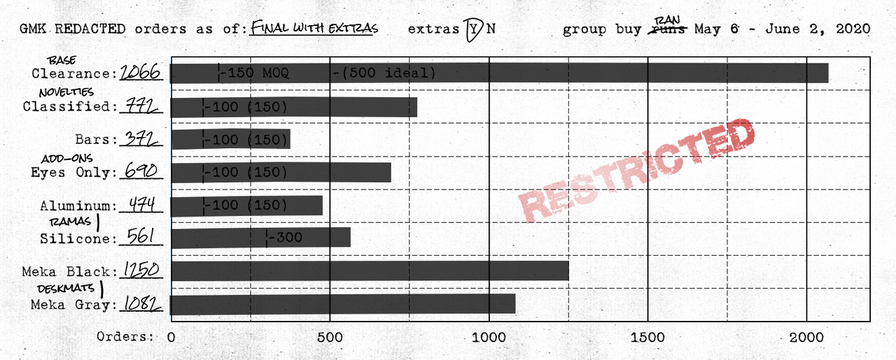 GMK REDACTED orders as of: FINAL WITH EXTRAS extras Y N group buy runs RAN May 6 - June 2, 2020
BASE
Clearance: 2066 -150 MOQ -(500 ideal)
NOVELTIES
Classified: 772 -100 (150)
Bars: 372 -100 (150)
ADD-ONS
Eyes Only: 690 -100 (150)
Aluminum: 474 -100 (150)
RAMAS
Silicone: 561 -300
Meka Black: 1250
DESKMATS
Meka Gray: 1082
Orders: 0 500 1000 1500 2000
RESTRICTED